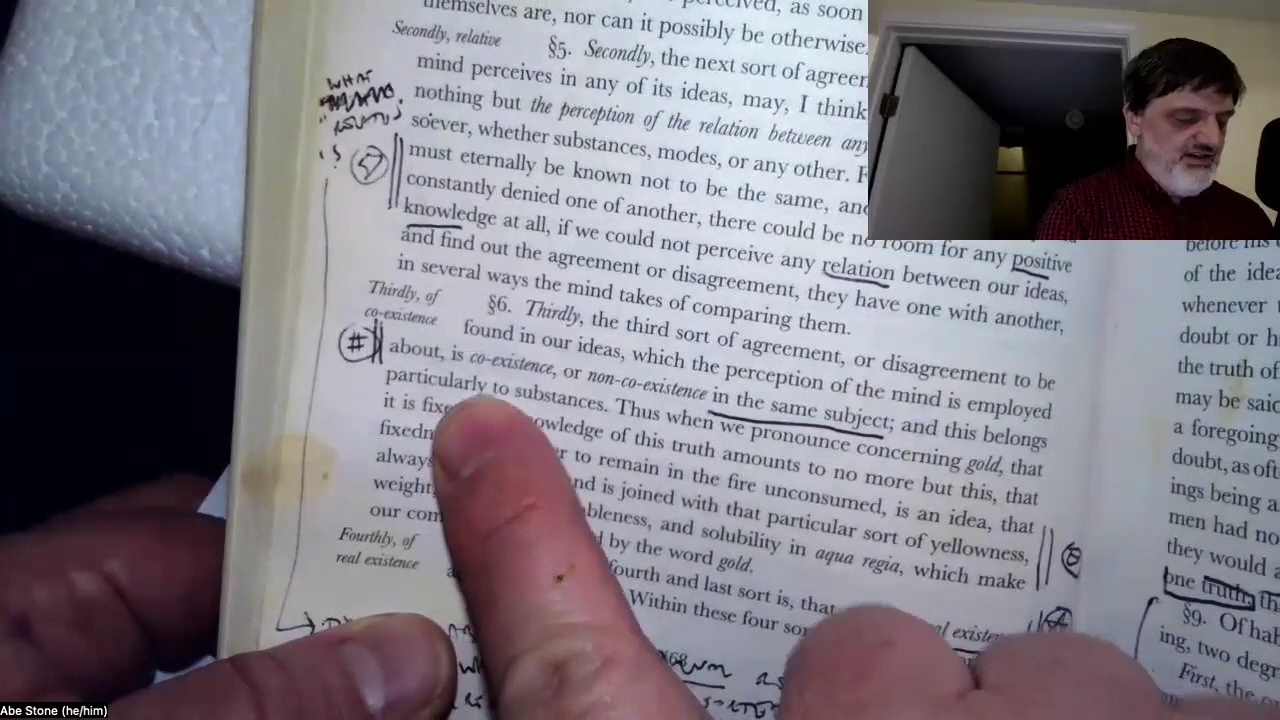 themselves are, nor can it possibly be otherwise
Secondly, relative
§5. Secondly, the next sort of agreem
mind perceives in any of its ideas, may, I think
nothing but the perception of the relation between any
soever, whether substances, modes, or any other. F
must eternally be known not to be the same, and
constantly denied one of another, there could be no room for any positive
knowledge at all, if we could not perceive any relation between our ideas,
and find out the agreement or disagreement, they have one with another,
in several ways the mind takes of comparing them.
Thirdly, of
co-existence
§6. Thirdly, the third sort of agreement, or disagreement to be
found in our ideas, which the perception of the mind is employed
about, is co-existence, or non-co-existence in the same subject; and this belongs
particularly to substances. Thus when we pronounce concerning gold, that
it is fixe owledge of this truth amounts to no more but this, that
fixedn r to remain in the fire unconsumed, is an idea, that
always nd is joined with that particular sort of yellowness,
weight, ableness, and solubility in aqua regia, which make
our com d by the word gold.
Fourthly, of
real existence
fourth and last sort is, that
al existen
Within these four sor
WHAT
#
68
before his
of the idea
whenever
doubt or h
the truth of
may be said
a foregoing
doubt, as oft
ings being a
men had no
they would a
one truth, th
§9. Of hab
ing, two degr
First, the o
Abe Stone (he/him)